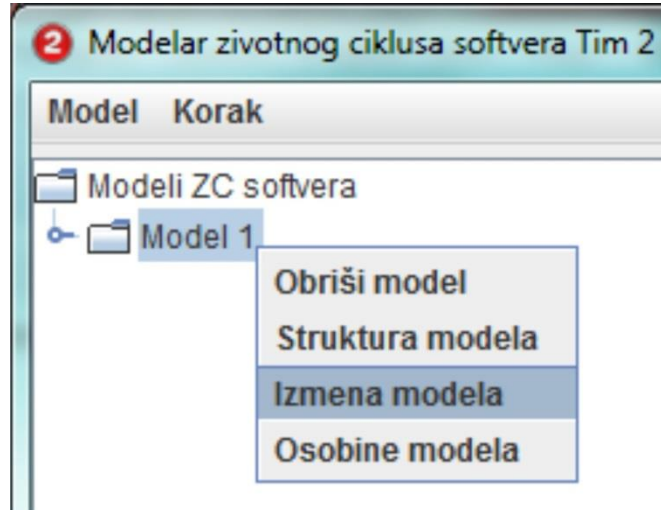 2 Modelar zivotnog ciklusa softvera Tim 2
Model Korak
Modeli ZC softvera
Model 1
Obriši model
Struktura modela
Izmena modela
Osobine modela